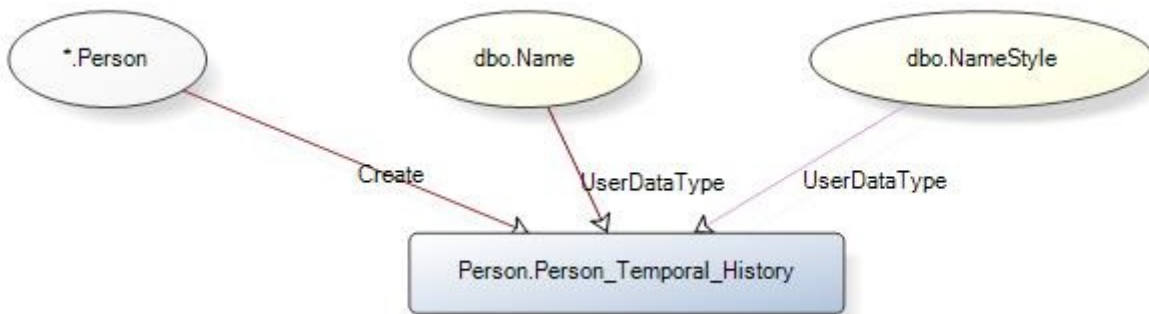 *.Person
dbo.Name
dbo.NameStyle
Create
UserDataType
UserDataType
Person.Person_Temporal_History